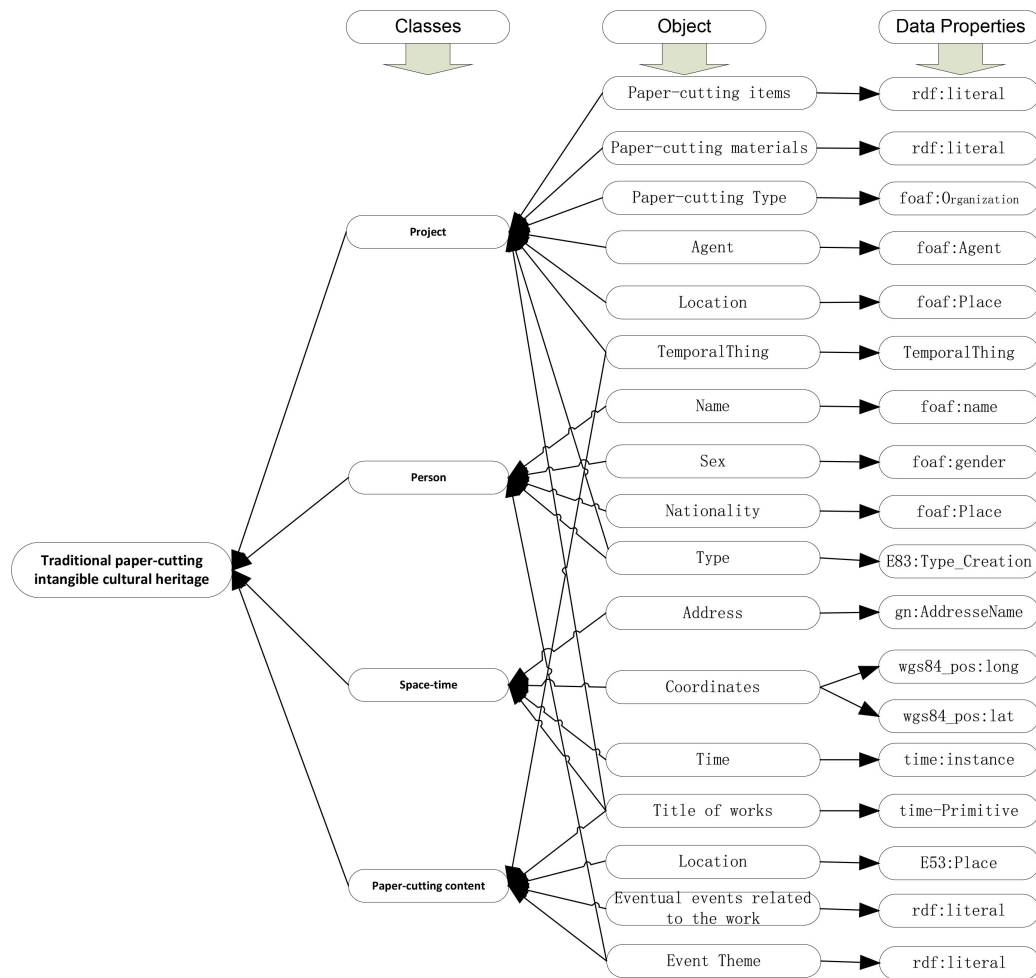 Classes
Object
Data Properties
Paper-cutting items
rdf:literal
Paper-cutting materials
rdf:literal
Paper-cutting Type
foaf:Organization
Project
Agent
foaf:Agent
Location
foaf:Place
TemporalThing
TemporalThing
Name
foaf:name
Person
Sex
foaf:gender
Nationality
foaf:Place
Traditional paper-cutting
intangible cultural heritage
Type
E83:Type_Creation
Address
gn:AddresseName
Space-time
Coordinates
wgs84_pos:long
wgs84_pos:lat
Time
time:instance
Title of works
time-Primitive
Location
E53:Place
Paper-cutting content
Eventual events related
to the work
rdf:literal
Event Theme
rdf:literal